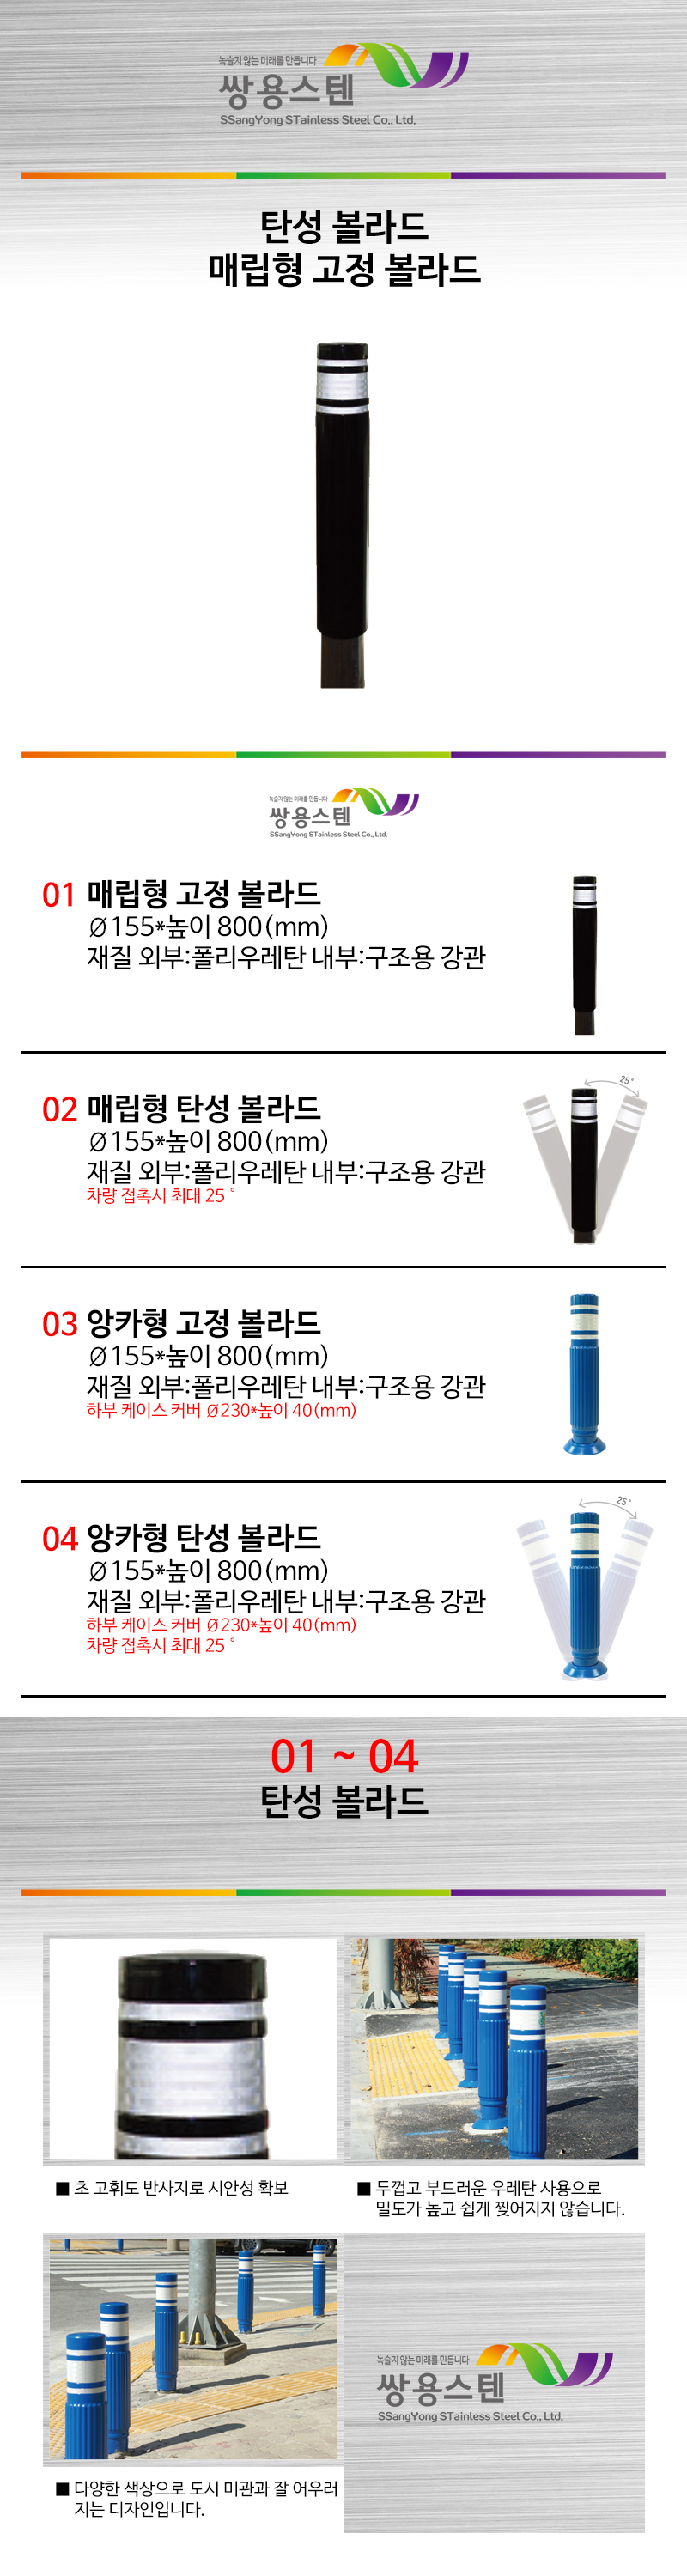 녹슬지 않는 미래를 만듭니다
쌍용스텐
SSangYong STainless Steel Co., Ltd.
탄성 볼라드
매립형 고정 볼라드
녹슬지 않는 미래를 만듭니다
쌍용스텐
SSangYong STainless Steel Co., Ltd.
01 매립형 고정 볼라드
Ø155*높이 800(mm)
재질 외부:폴리우레탄 내부:구조용 강관
02 매립형 탄성 볼라드
Ø155*높이 800(mm)
재질 외부:폴리우레탄 내부:구조용 강관
차량 접촉시 최대 25 °
25°
03 앙카형 고정 볼라드
Ø155*높이 800(mm)
재질 외부:폴리우레탄 내부:구조용 강관
하부 케이스 커버 Ø230*높이 40(mm)
04 앙카형 탄성 볼라드
Ø155*높이 800(mm)
재질 외부:폴리우레탄 내부:구조용 강관
하부 케이스 커버 Ø230*높이 40(mm)
차량 접촉시 최대 25 °
25°
01 ~ 04
탄성 볼라드
■ 초 고휘도 반사지로 시안성 확보
■ 두껍고 부드러운 우레탄 사용으로
밀도가 높고 쉽게 찢어지지 않습니다.
■ 다양한 색상으로 도시 미관과 잘 어우러
지는 디자인입니다.
녹슬지 않는 미래를 만듭니다
쌍용스텐
SSangYong STainless Steel Co., Ltd.